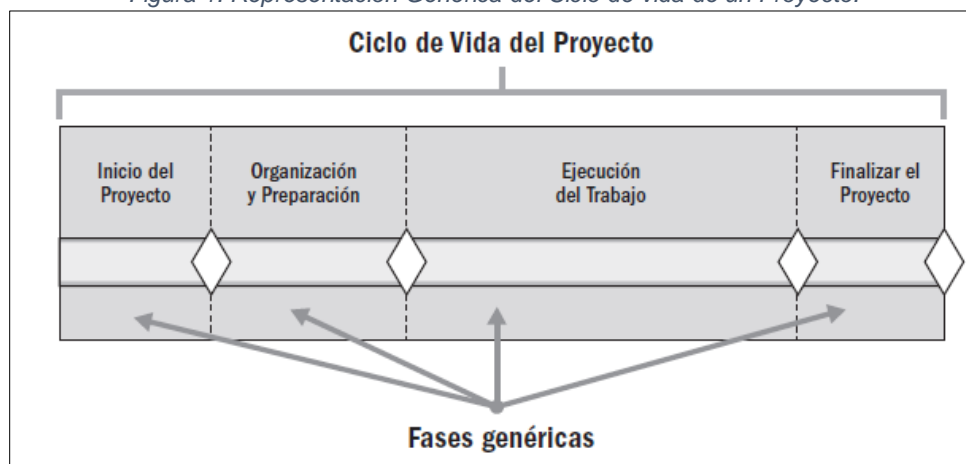 Figura 1. Representación Genérica del Ciclo de Vida de un Proyecto.
Ciclo de Vida del Proyecto
Inicio del
Proyecto
Organización
y Preparación
Ejecución
del Trabajo
Finalizar el
Proyecto
Fases genéricas